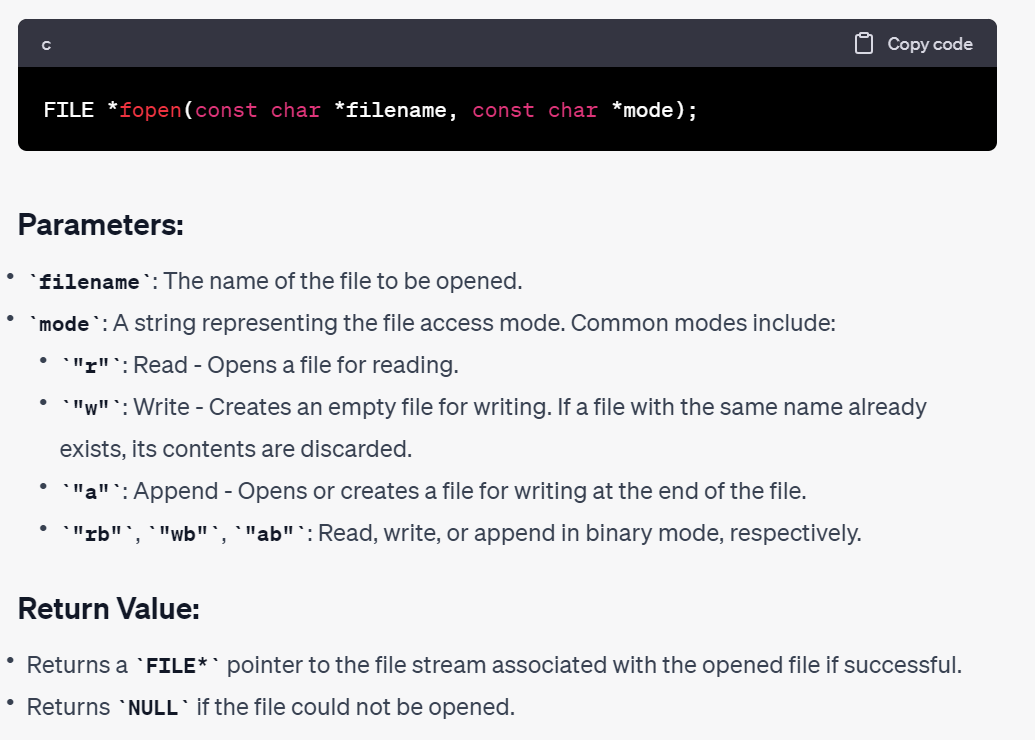 c Copy code
FILE *fopen(const char *filename, const char *mode);
Parameters:
• `filename`: The name of the file to be opened.
• `mode`: A string representing the file access mode. Common modes include:
• `"r"`: Read - Opens a file for reading.
• `"w"`: Write - Creates an empty file for writing. If a file with the same name already
exists, its contents are discarded.
• `"a"`: Append - Opens or creates a file for writing at the end of the file.
• `"rb"`, `"wb"`, `"ab"`: Read, write, or append in binary mode, respectively.
Return Value:
• Returns a `FILE*` pointer to the file stream associated with the opened file if successful.
• Returns `NULL` if the file could not be opened.